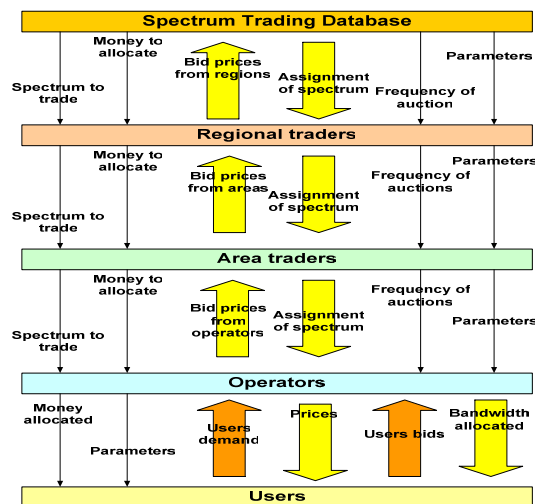 Spectrum Trading Database
Money to
allocate
Bid prices
from regions
Parameters
Spectrum to
trade
Assignment
of spectrum
Frequency of
auction
Regional traders
Money to
allocate
Bid prices
from areas
Frequency of
auctions
Parameters
Spectrum to
trade
Assignment
of spectrum
Area traders
Money to
allocate
Bid prices
from
operators
Assignment
of spectrum
Frequency of
auctions
Spectrum to
trade
Parameters
Operators
Money
allocated
Parameters
Users
demand
Prices
Users bids
Bandwidth
allocated
Users